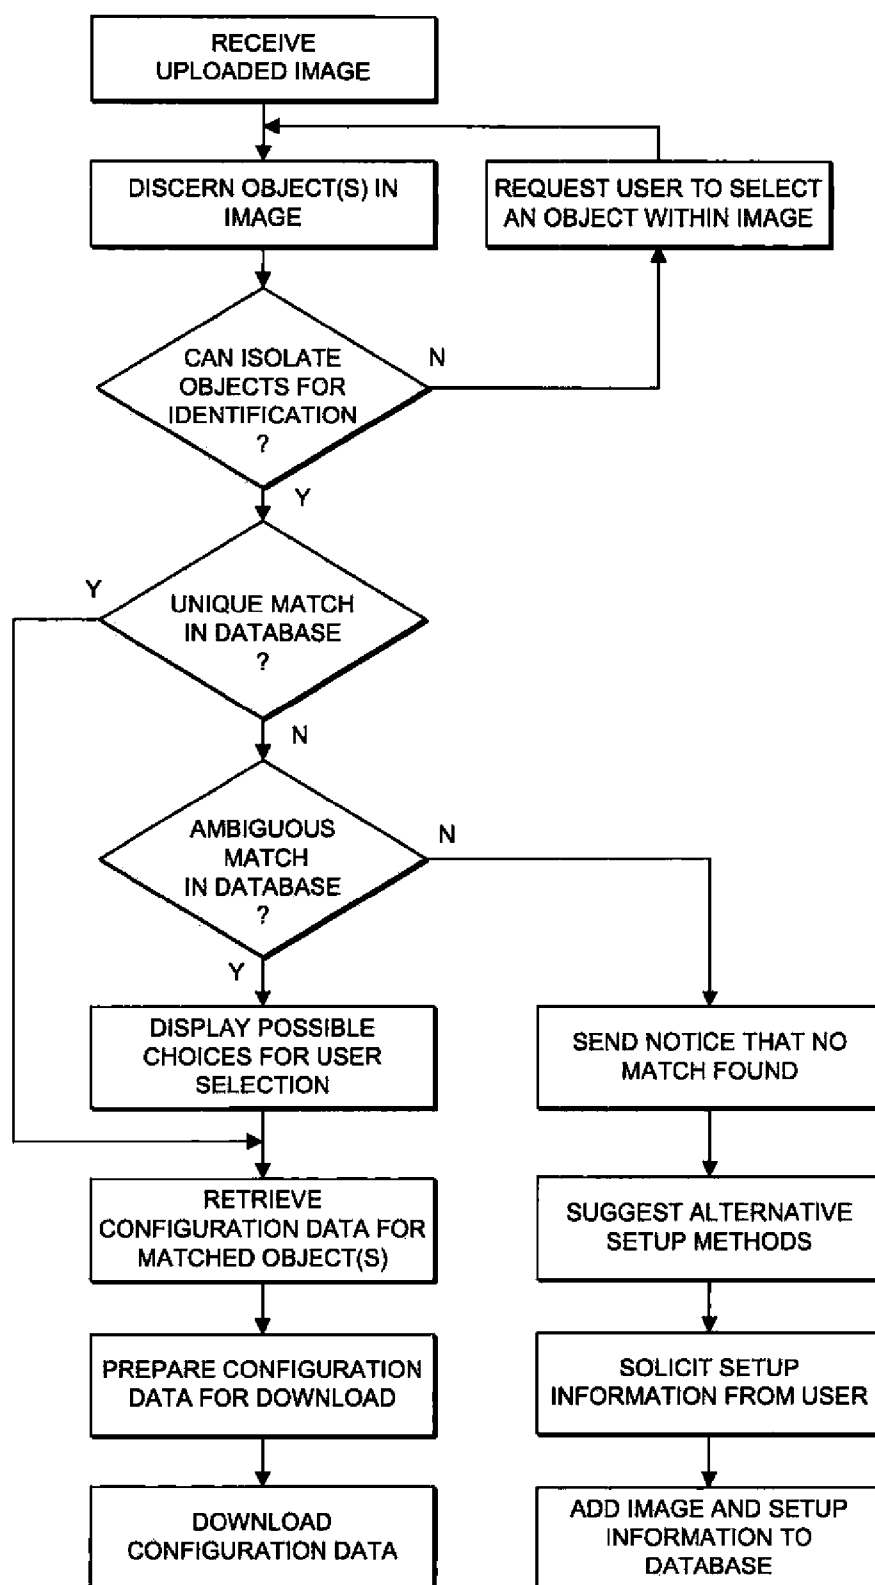 RECEIVE
UPLOADED IMAGE
DISCERN OBJECT(S) IN
IMAGE
REQUEST USER TO SELECT
AN OBJECT WITHIN IMAGE
CAN ISOLATE
OBJECTS FOR
IDENTIFICATION
?
N
Y
UNIQUE MATCH
IN DATABASE
?
Y
N
AMBIGUOUS
MATCH
IN DATABASE
?
N
Y
DISPLAY POSSIBLE
CHOICES FOR USER
SELECTION
SEND NOTICE THAT NO
MATCH FOUND
RETRIEVE
CONFIGURATION DATA FOR
MATCHED OBJECT(S)
SUGGEST ALTERNATIVE
SETUP METHODS
PREPARE CONFIGURATION
DATA FOR DOWNLOAD
SOLICIT SETUP
INFORMATION FROM USER
DOWNLOAD
CONFIGURATION DATA
ADD IMAGE AND SETUP
INFORMATION TO
DATABASE